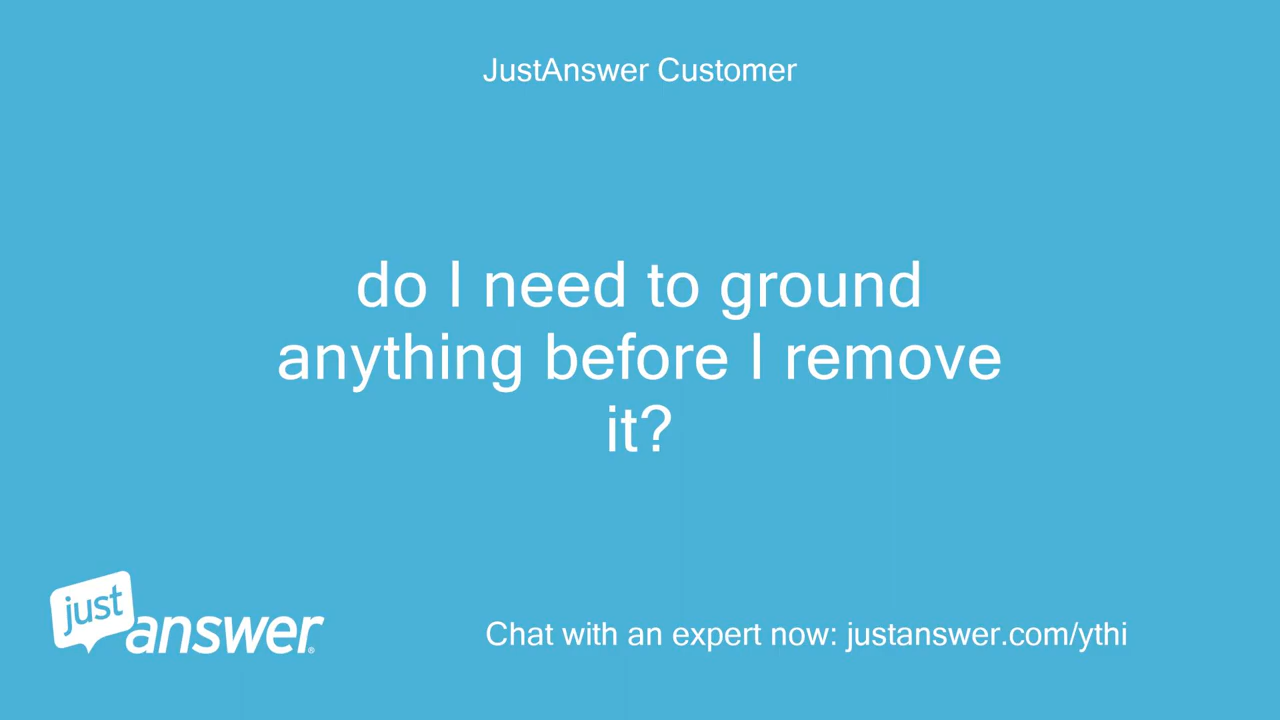 JustAnswer Customer
do I need to ground
anything before I remove
it?
just
answer®
Chat with an expert now: justanswer.com/ythi